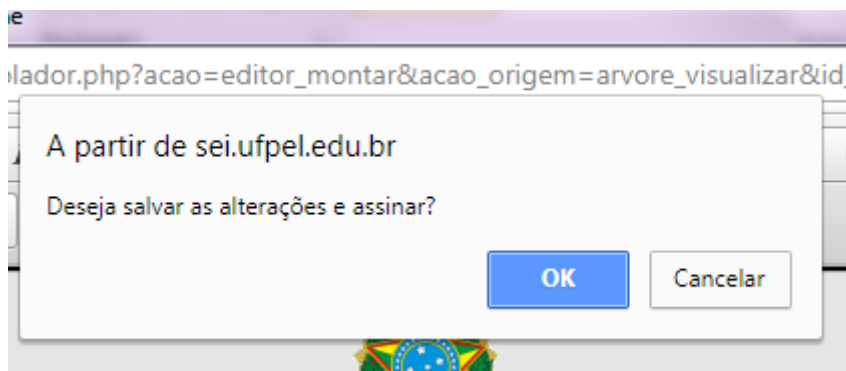 olador.php?acao=editor_montar&acao_origem=arvore_visualizar&id_
A partir de sei.ufpel.edu.br
Deseja salvar as alterações e assinar?
OK
Cancelar